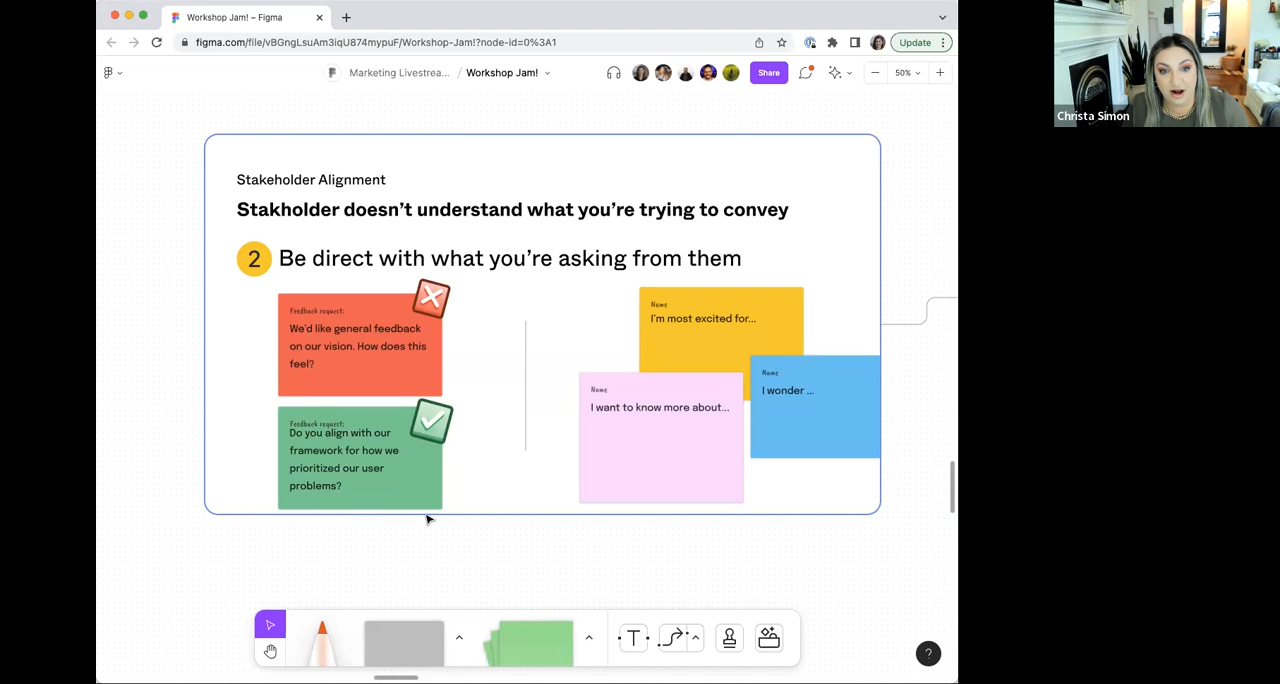 Workshop Jam! – Figma
figma.com/file/vBGngLsuAm3iqU874mypuF/Workshop-Jam!?node-id=0%3A1
Update
Marketing Livestrea... / Workshop Jam!
Share
50%
Christa Simon
Stakeholder Alignment
Stakholder doesn't understand what you're trying to convey
2 Be direct with what you're asking from them
Feedback request:
We'd like general feedback
on our vision. How does this
feel?
Feedback request:
Do you align with our
framework for how we
prioritized our user
problems?
Name
I'm most excited for...
Name
I wonder ...
Name
I want to know more about...
T
?